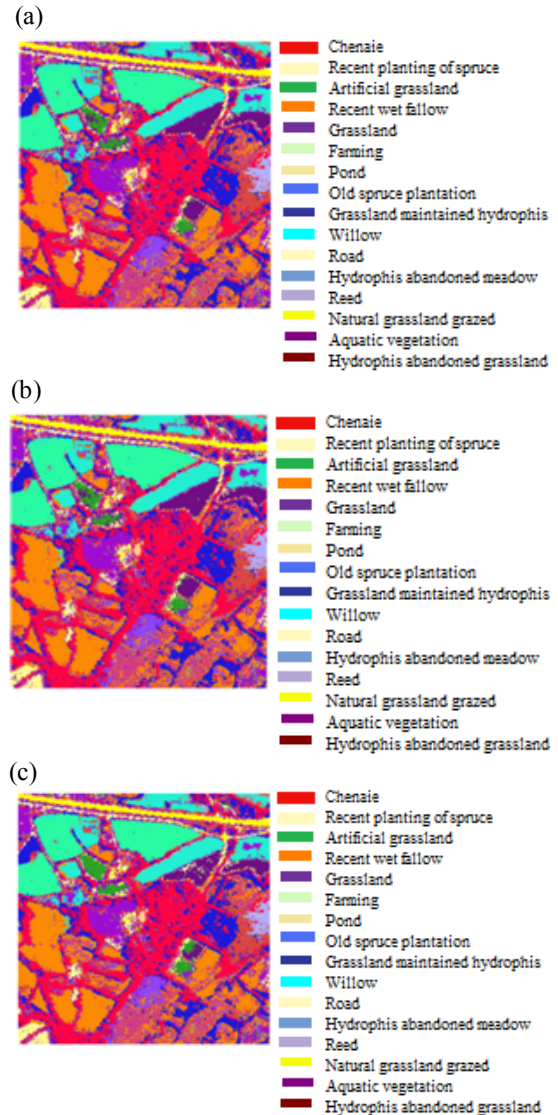 (a)
Chenaie
Recent planting of spruce
Artificial grassland
Recent wet fallow
Grassland
Farming
Pond
Old spruce plantation
Grassland maintained hydrophis
Willow
Road
Hydrophis abandoned meadow
Reed
Natural grassland grazed
Aquatic vegetation
Hydrophis abandoned grassland
(b)
Chenaie
Recent planting of spruce
Artificial grassland
Recent wet fallow
Grassland
Farming
Pond
Old spruce plantation
Grassland maintained hydrophis
Willow
Road
Hydrophis abandoned meadow
Reed
Natural grassland grazed
Aquatic vegetation
Hydrophis abandoned grassland
(c)
Chenaie
Recent planting of spruce
Artificial grassland
Recent wet fallow
Grassland
Farming
Pond
Old spruce plantation
Grassland maintained hydrophis
Willow
Road
Hydrophis abandoned meadow
Reed
Natural grassland grazed
Aquatic vegetation
Hydrophis abandoned grassland